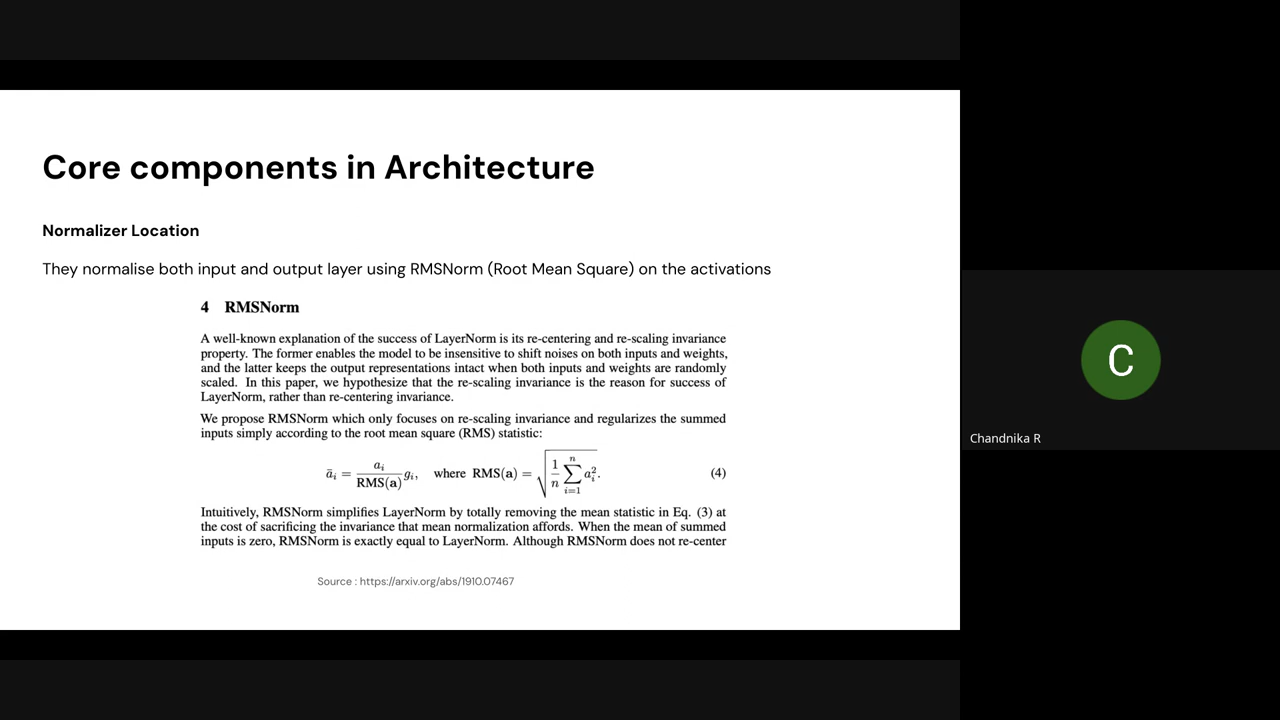 Core components in Architecture
Normalizer Location
They normalise both input and output layer using RMSNorm (Root Mean Square) on the activations
4 RMSNorm
A well-known explanation of the success of LayerNorm is its re-centering and re-scaling invariance
property. The former enables the model to be insensitive to shift noises on both inputs and weights,
and the latter keeps the output representations intact when both inputs and weights are randomly
scaled. In this paper, we hypothesize that the re-scaling invariance is the reason for success of
LayerNorm, rather than re-centering invariance.
We propose RMSNorm which only focuses on re-scaling invariance and regularizes the summed
inputs simply according to the root mean square (RMS) statistic:
āᵢ = aᵢ / RMS(a) gᵢ, where RMS(a) = √(1/n ∑ᵢ₌₁ⁿ aᵢ²). (4)
Intuitively, RMSNorm simplifies LayerNorm by totally removing the mean statistic in Eq. (3) at
the cost of sacrificing the invariance that mean normalization affords. When the mean of summed
inputs is zero, RMSNorm is exactly equal to LayerNorm. Although RMSNorm does not re-center
Source : https://arxiv.org/abs/1910.07467
C
Chandnika R